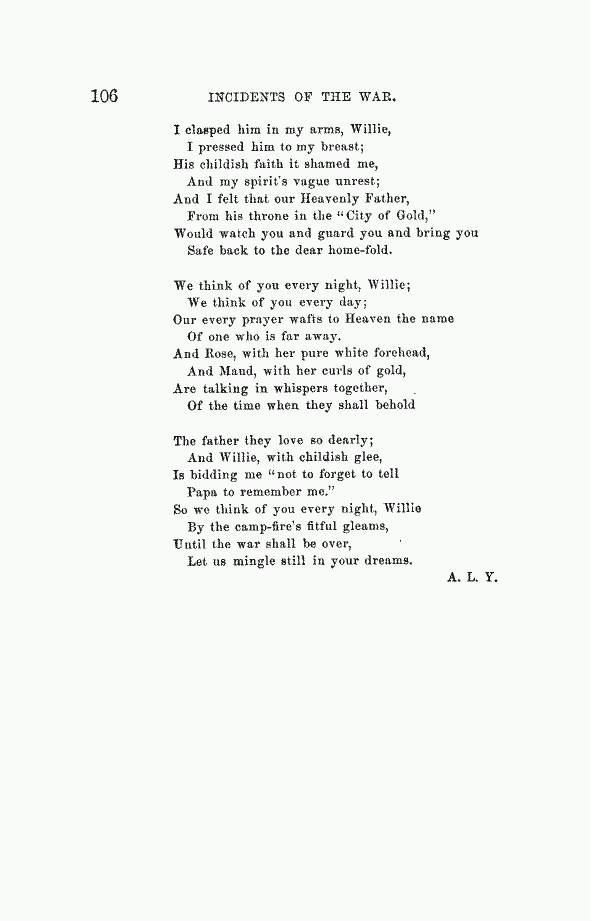 106 INCIDENTS OF THE WAR.
I clasped him in my arms, Willie,
I pressed him to my breast;
His childish faith it shamed me,
And my spirit's vague unrest;
And I felt that our Heavenly Father,
From his throne in the "City of Gold,"
Would watch you and guard you and bring you
Safe back to the dear home-fold.

We think of you every night, Willie;
We think of you every day;
Our every prayer wafts to Heaven the name
Of one who is far away.
And Rose, with her pure white forehead,
And Maud, with her curls of gold,
Are talking in whispers together,
Of the time when they shall behold

The father they love so dearly;
And Willie, with childish glee,
Is bidding me "not to forget to tell
Papa to remember me."
So we think of you every night, Willie
By the camp-fire's fitful gleams,
Until the war shall be over,
Let us mingle still in your dreams.
A. L. Y.